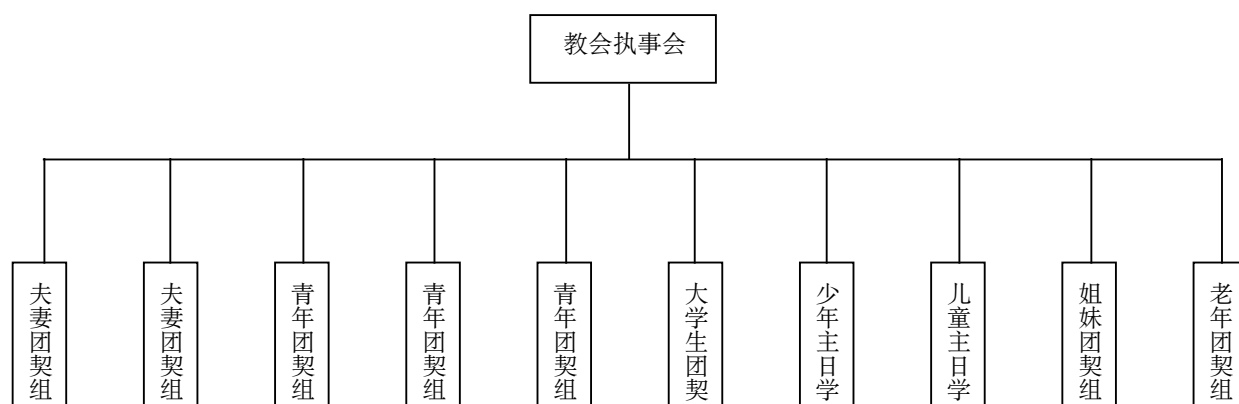 教会执事会
夫妻团契组
夫妻团契组
青年团契组
青年团契组
青年团契组
大学生团契
少年主日学
儿童主日学
姐妹团契组
老年团契组